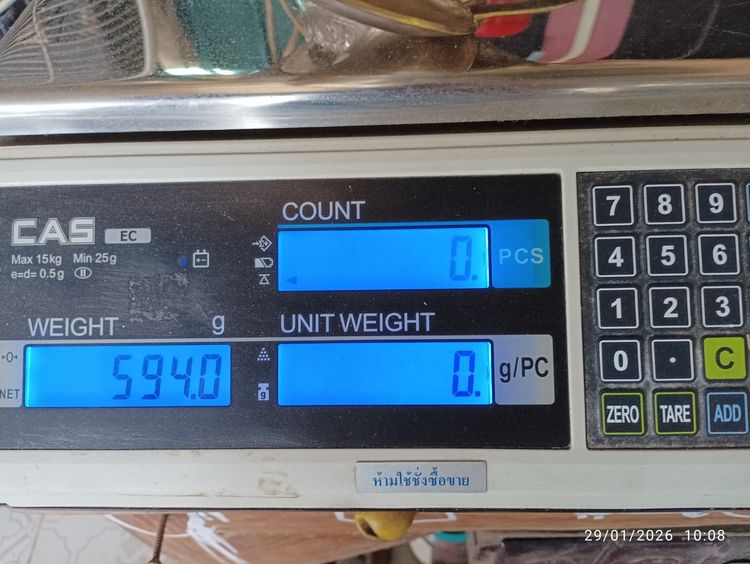 COUNT
7 8 9
CAS EC
0. PCS
Max 15kg Min 25g
e=d= 0.5g II
4 5 6
WEIGHT g
UNIT WEIGHT
1 2 3
→0←
594.0
0. g/PC
0 . C
NET
g
ZERO TARE ADD
ห้ามใช้ชั่งซื้อขาย
29/01/2026 10:08